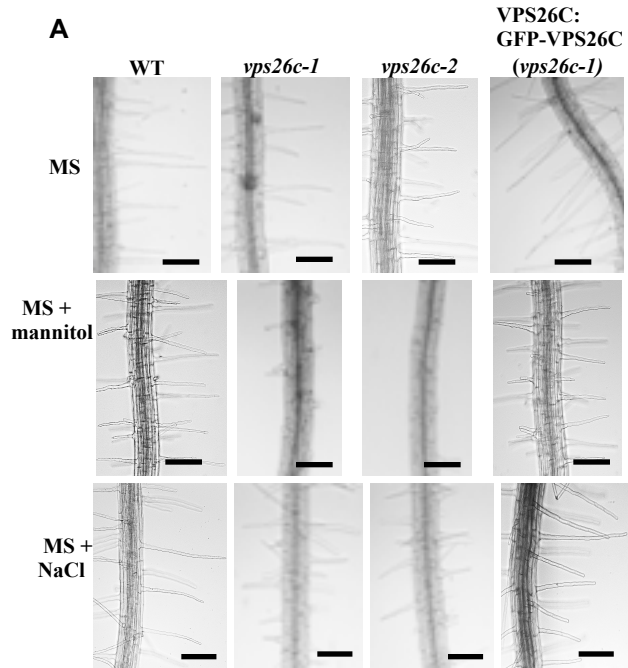 A
WT
vps26c-1
vps26c-2
VPS26C:
GFP-VPS26C
(vps26c-1)
MS
MS +
mannitol
MS +
NaCl